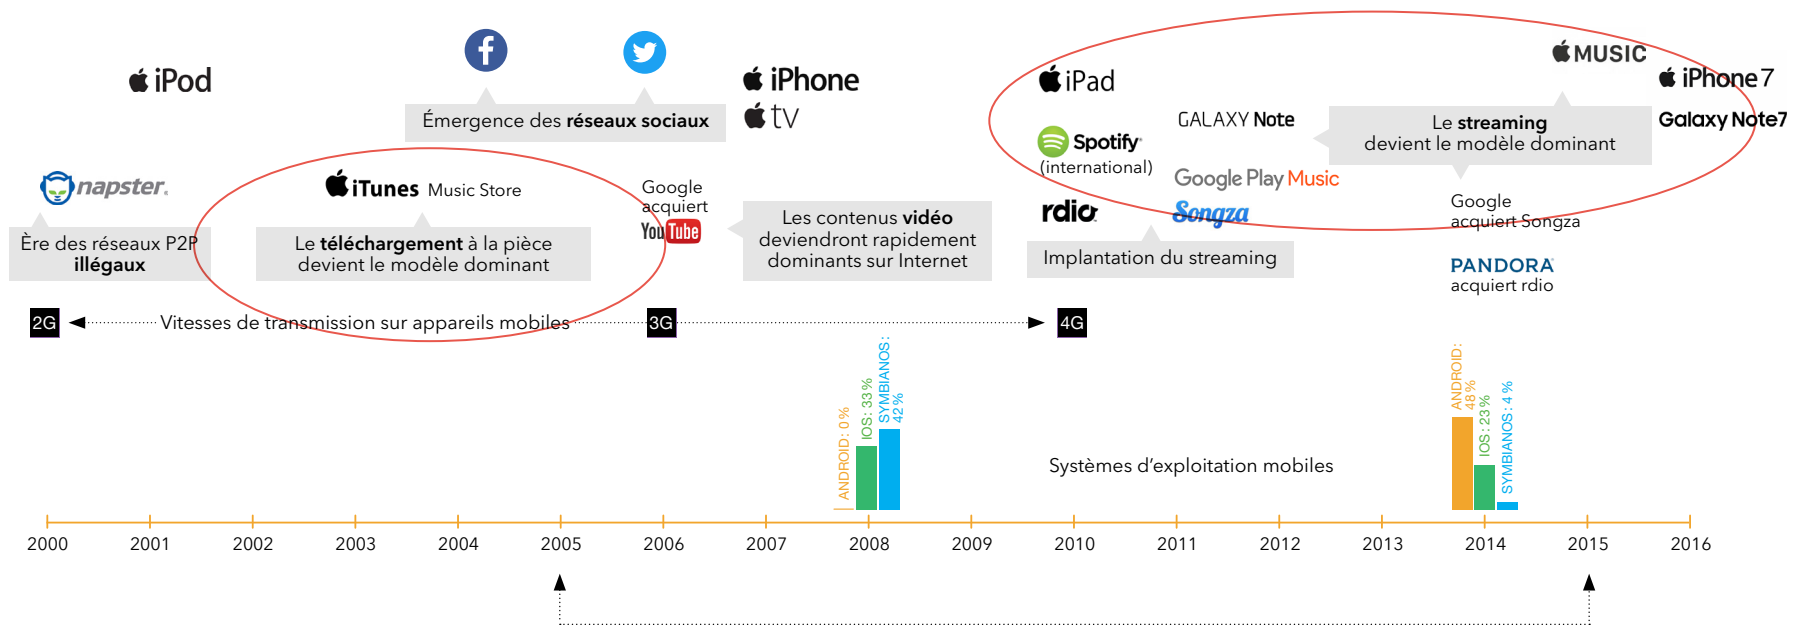 iPod
Émergence des réseaux sociaux
iPhone
tv
iPad
MUSIC
iPhone 7
GALAXY Note
Le streaming
devient le modèle dominant
Galaxy Note7
Spotify
(international)
napster.
iTunes Music Store
Google
acquiert
YouTube
Google Play Music
rdio
Songza
Google
acquiert Songza
Ère des réseaux P2P
illégaux
Le téléchargement à la pièce
devient le modèle dominant
Les contenus vidéo
deviendront rapidement
dominants sur Internet
Implantation du streaming
PANDORA
acquiert rdio
2G
Vitesses de transmission sur appareils mobiles
3G
4G
ANDROID : 0 %
IOS : 33 %
SYMBIANOS :
42 %
Systèmes d’exploitation mobiles
ANDROID :
48 %
IOS : 23 %
SYMBIANOS : 4 %
2000
2001
2002
2003
2004
2005
2006
2007
2008
2009
2010
2011
2012
2013
2014
2015
2016